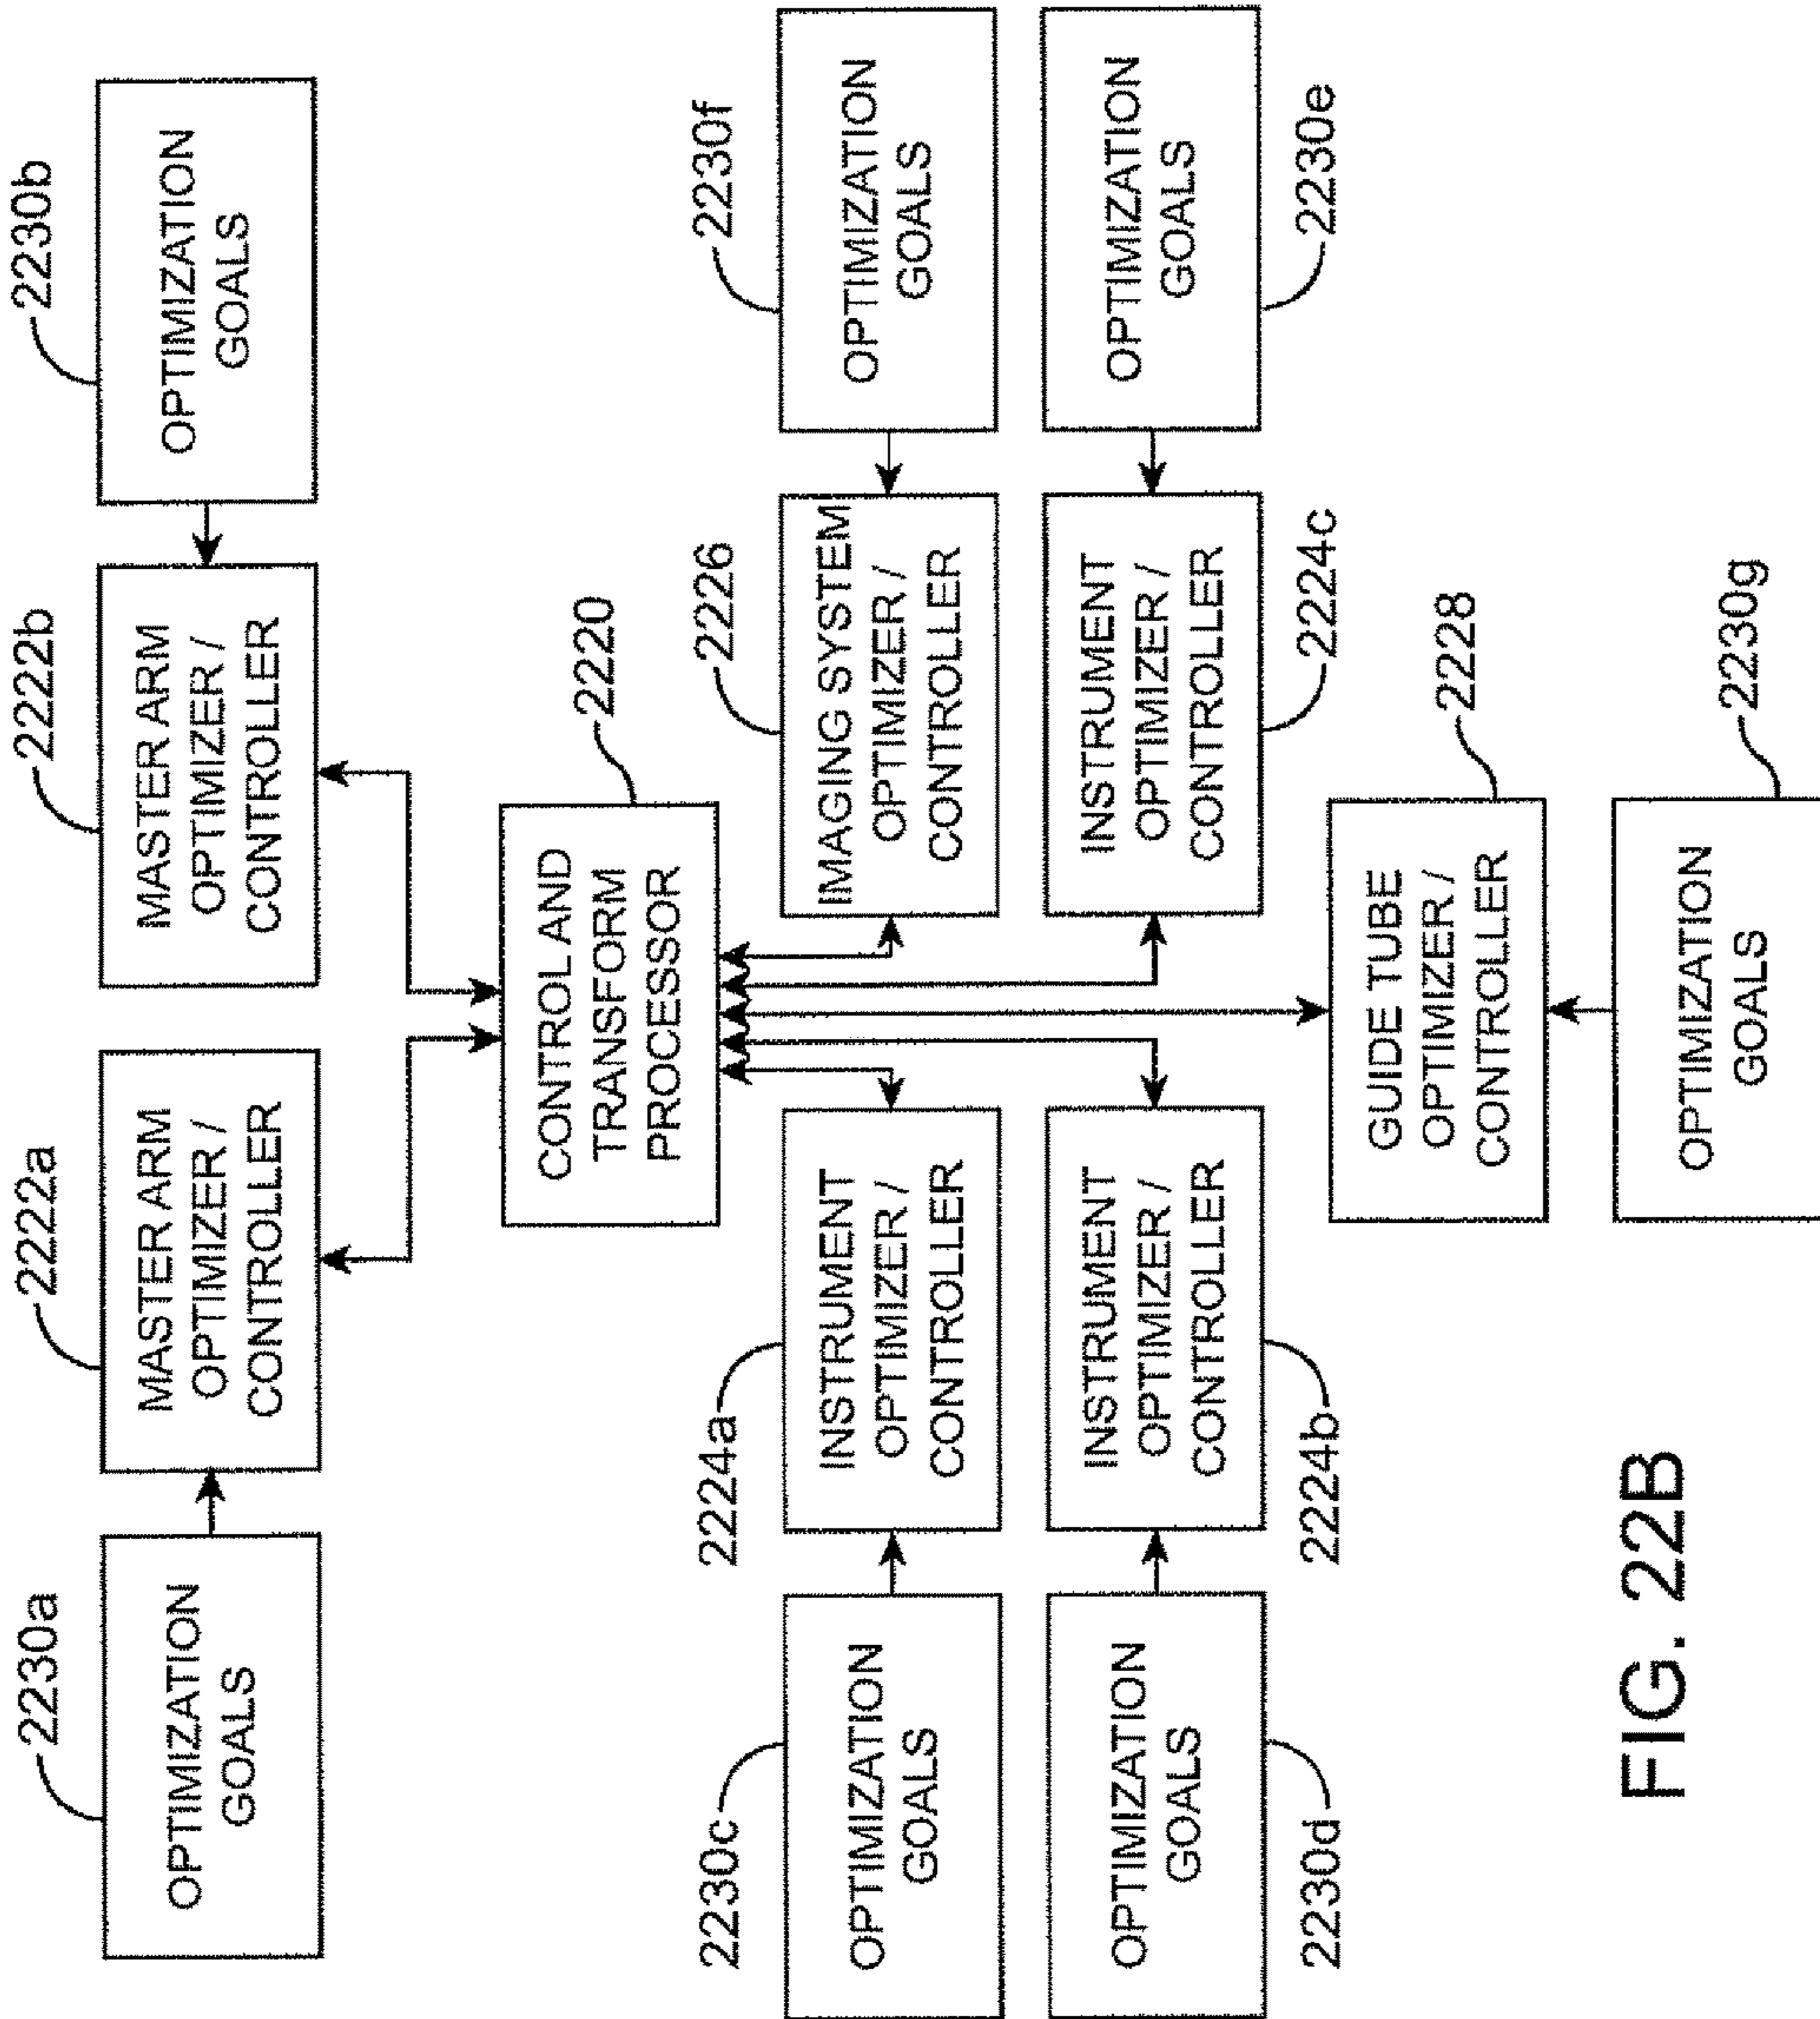 2230a
OPTIMIZATION
GOALS
2222a
MASTER ARM
OPTIMIZER /
CONTROLLER
2222b
MASTER ARM
OPTIMIZER /
CONTROLLER
2230b
OPTIMIZATION
GOALS
2220
CONTROL AND
TRANSFORM
PROCESSOR
2230c
OPTIMIZATION
GOALS
2224a
INSTRUMENT
OPTIMIZER /
CONTROLLER
2226
IMAGING SYSTEM
OPTIMIZER /
CONTROLLER
2230f
OPTIMIZATION
GOALS
OPTIMIZATION
GOALS
2230d
INSTRUMENT
OPTIMIZER /
CONTROLLER
2224b
INSTRUMENT
OPTIMIZER /
CONTROLLER
2224c
OPTIMIZATION
GOALS
2230e
GUIDE TUBE
OPTIMIZER /
CONTROLLER
2228
OPTIMIZATION
GOALS
2230g
FIG. 22B